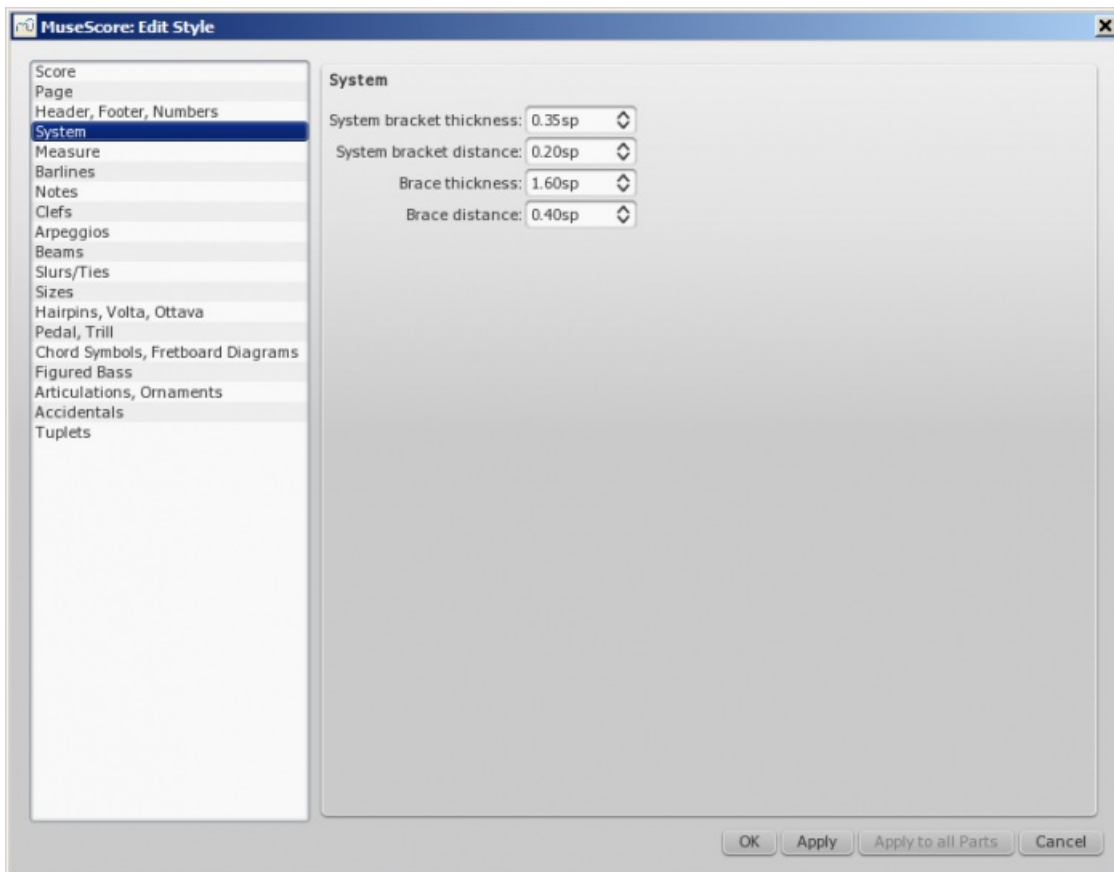 MuseScore: Edit Style
Score
Page
Header, Footer, Numbers
System
Measure
Barlines
Notes
Clefs
Arpeggios
Beams
Slurs/Ties
Sizes
Hairpins, Volta, Ottava
Pedal, Trill
Chord Symbols, Fretboard Diagrams
Figured Bass
Articulations, Ornaments
Accidentals
Tuplets
System
System bracket thickness: 0.35sp
System bracket distance: 0.20sp
Brace thickness: 1.60sp
Brace distance: 0.40sp
OK Apply Apply to all Parts Cancel